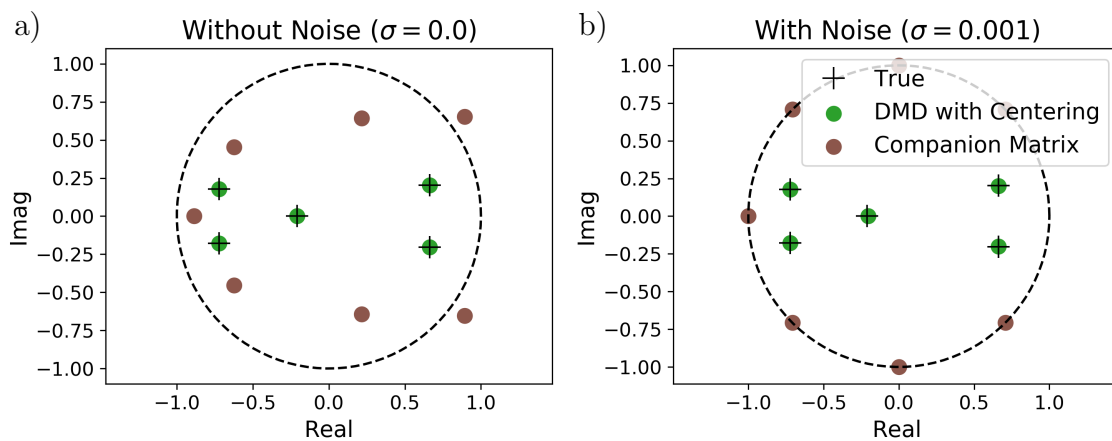 a)
Without Noise (σ = 0.0)
1.00
0.75
0.50
0.25
0.00
−0.25
−0.50
−0.75
−1.00
Imag
−1.0
−0.5
0.0
0.5
1.0
Real
b)
With Noise (σ = 0.001)
True
DMD with Centering
Companion Matrix
1.00
0.75
0.50
0.25
0.00
−0.25
−0.50
−0.75
−1.00
Imag
−1.0
−0.5
0.0
0.5
1.0
Real